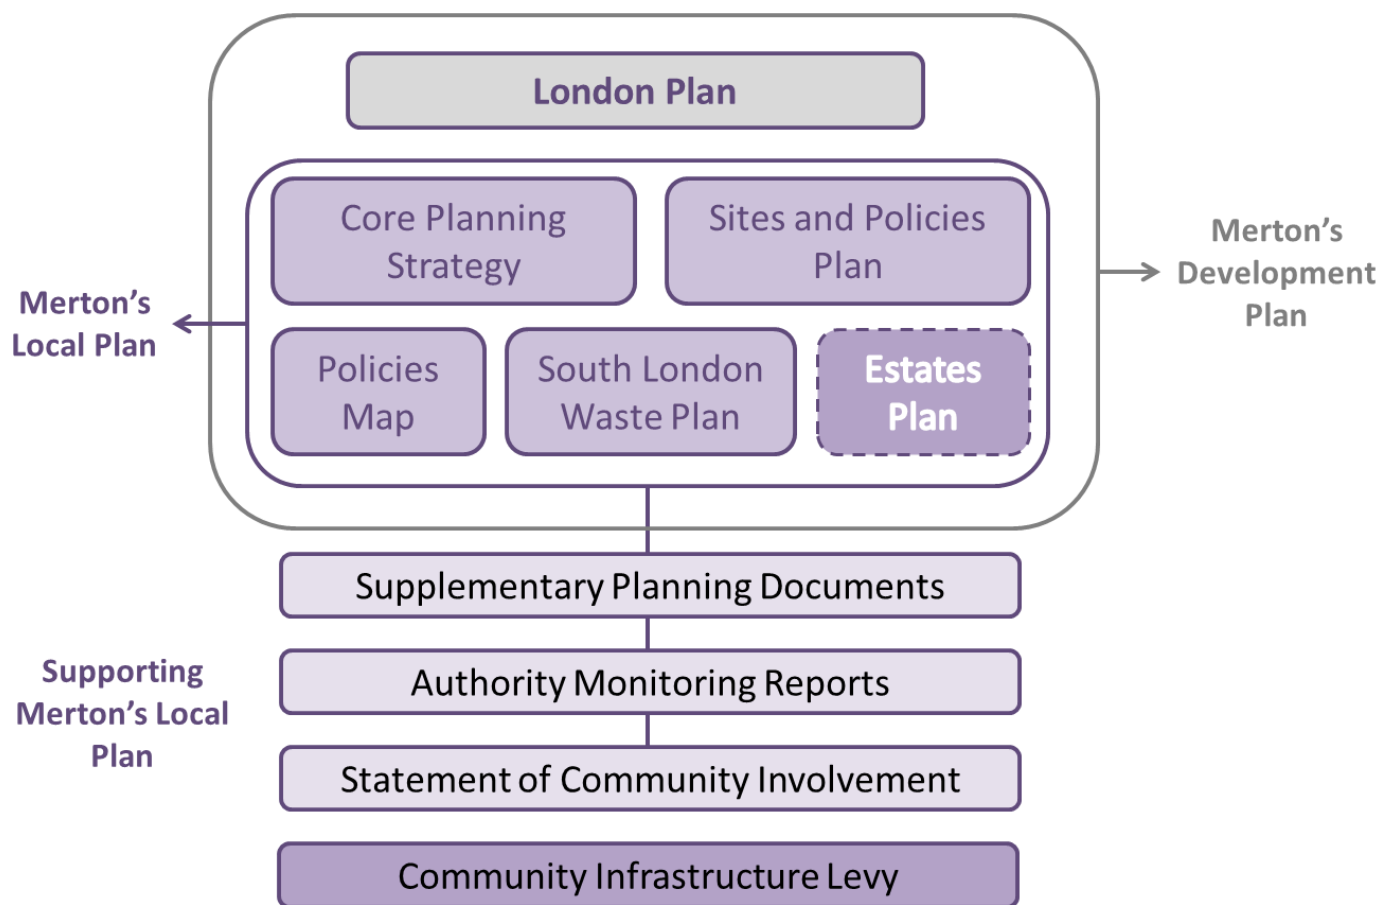 London Plan
Core Planning
Strategy
Sites and Policies
Plan
Merton’s
Development
Plan
Merton’s
Local Plan
Policies
Map
South London
Waste Plan
Estates
Plan
Supplementary Planning Documents
Supporting
Merton’s Local
Plan
Authority Monitoring Reports
Statement of Community Involvement
Community Infrastructure Levy